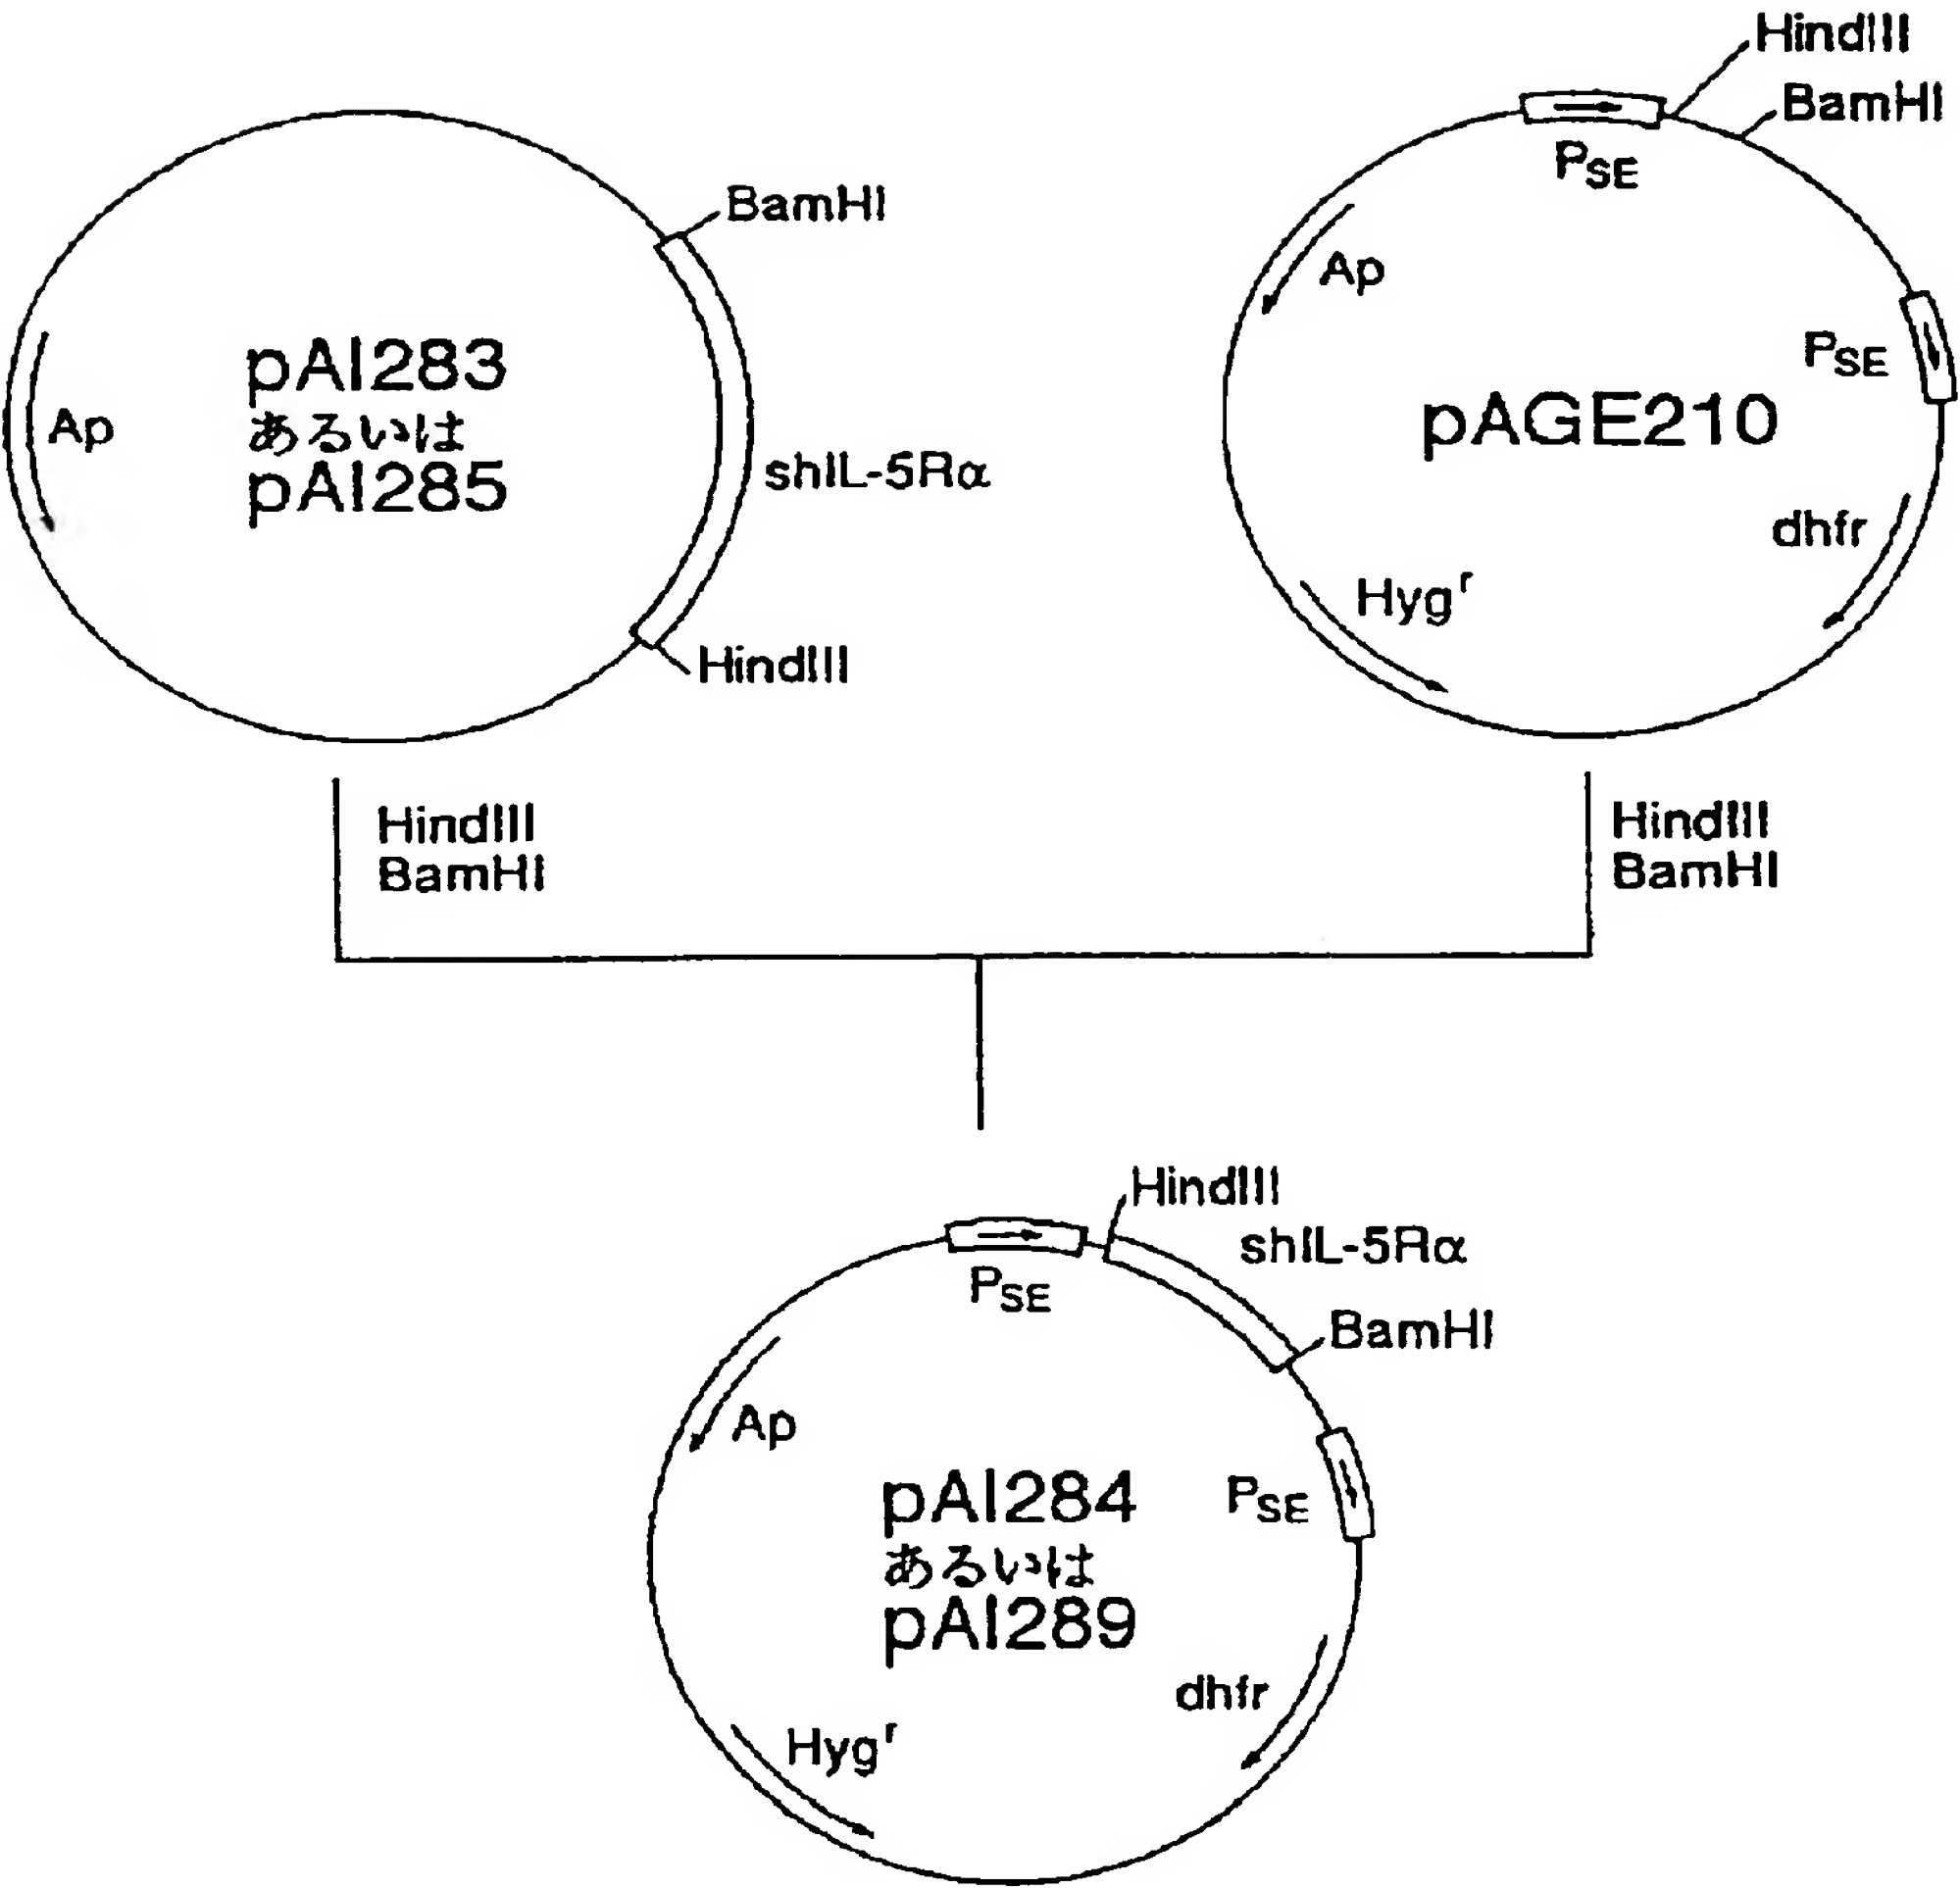 BamHI
pAI283
あるいは
pAI285
Ap
shIL-5Rα
HindIII
HindIII
BamHI
PSE
Ap
PSE
pAGE210
dhfr
Hygʳ
HindIII
BamHI
HindIII
BamHI
HindIII
shIL-5Rα
PSE
BamHI
Ap
pAI284
あるいは
pAI289
PSE
dhfr
Hygʳ